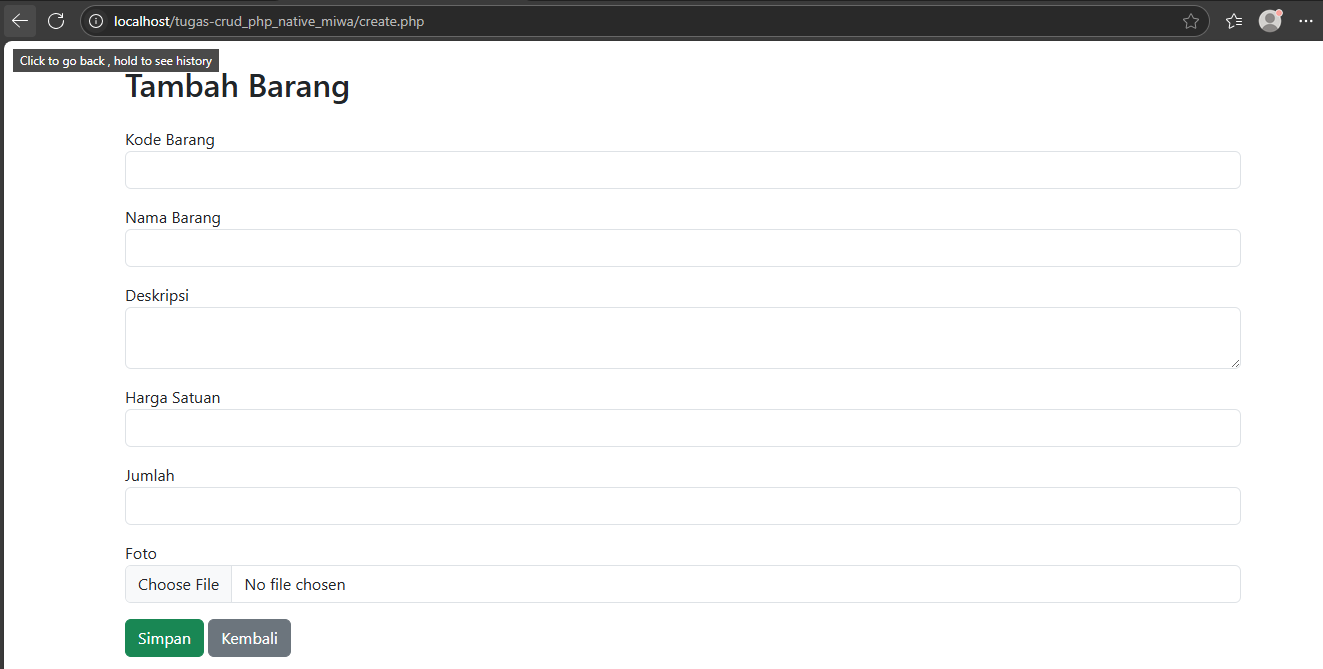 localhost/tugas-crud_php_native_miwa/create.php
Click to go back , hold to see history
Tambah Barang
Kode Barang
Nama Barang
Deskripsi
Harga Satuan
Jumlah
Foto
Choose File No file chosen
Simpan Kembali